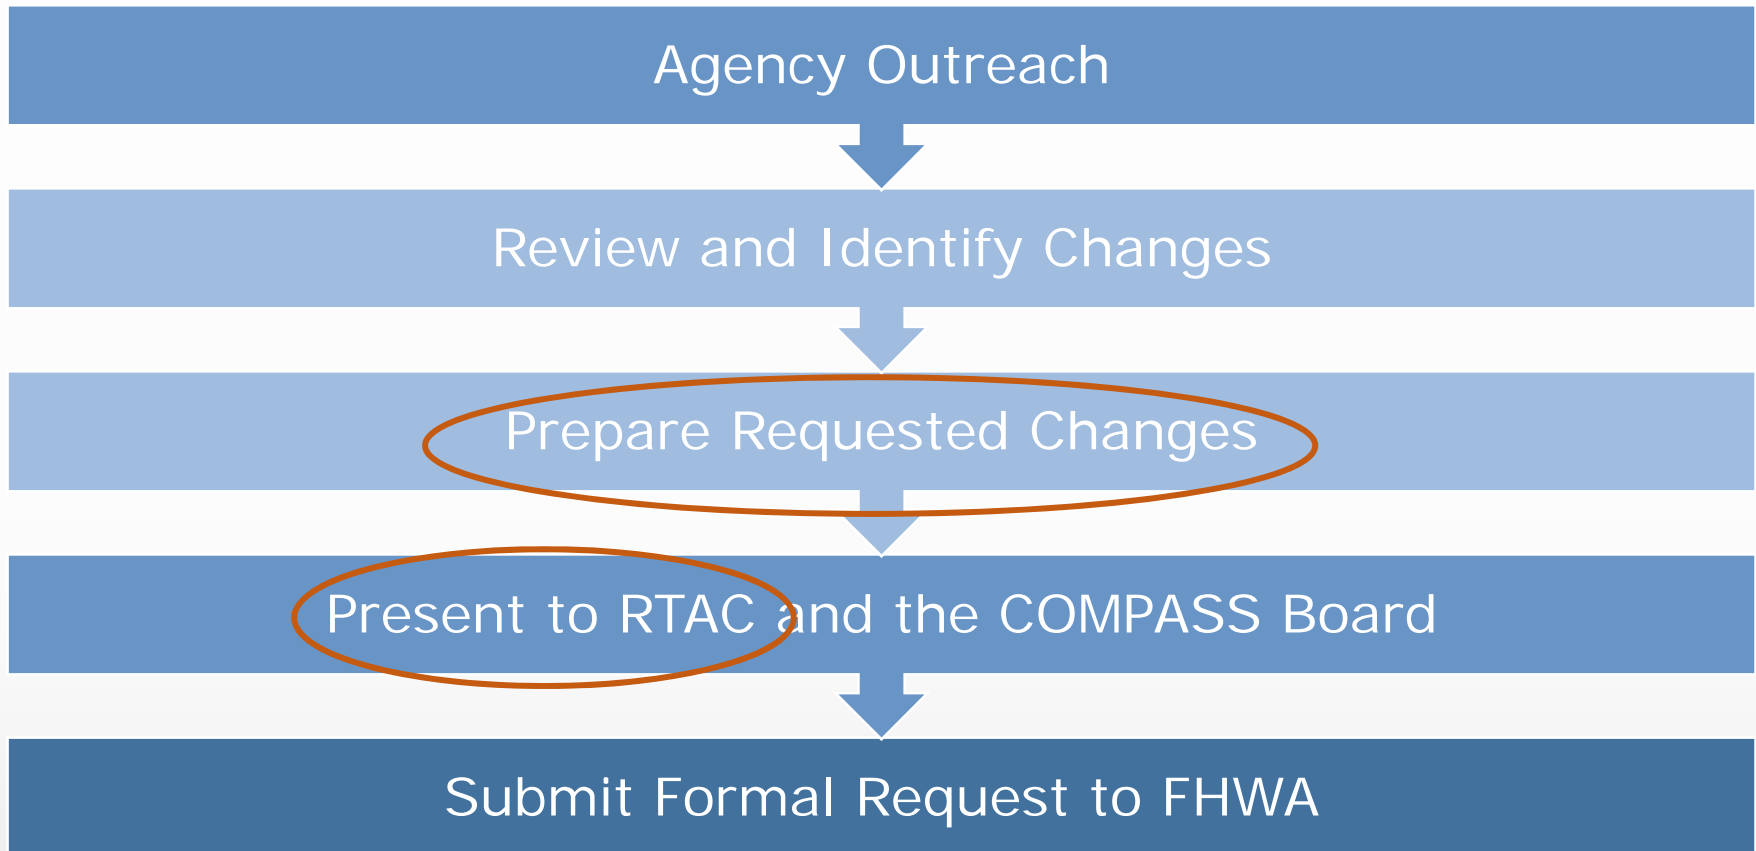 Agency Outreach
Review and Identify Changes
Prepare Requested Changes
Present to RTAC and the COMPASS Board
Submit Formal Request to FHWA